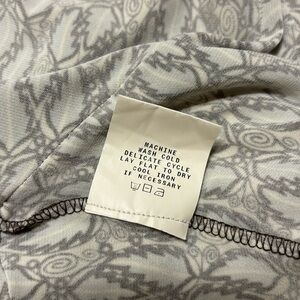 MACHINE
WASH COLD
DELICATE CYCLE
LAY FLAT TO DRY
COOL IRON
IF NECESSARY